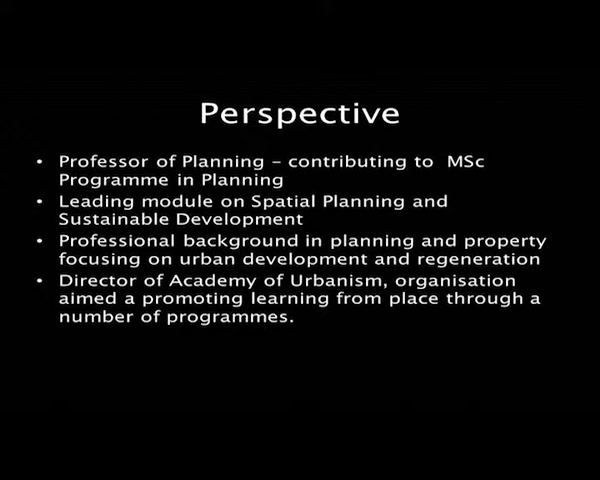 Perspective
• Professor of Planning – contributing to MSc
Programme in Planning
• Leading module on Spatial Planning and
Sustainable Development
• Professional background in planning and property
focusing on urban development and regeneration
• Director of Academy of Urbanism, organisation
aimed a promoting learning from place through a
number of programmes.